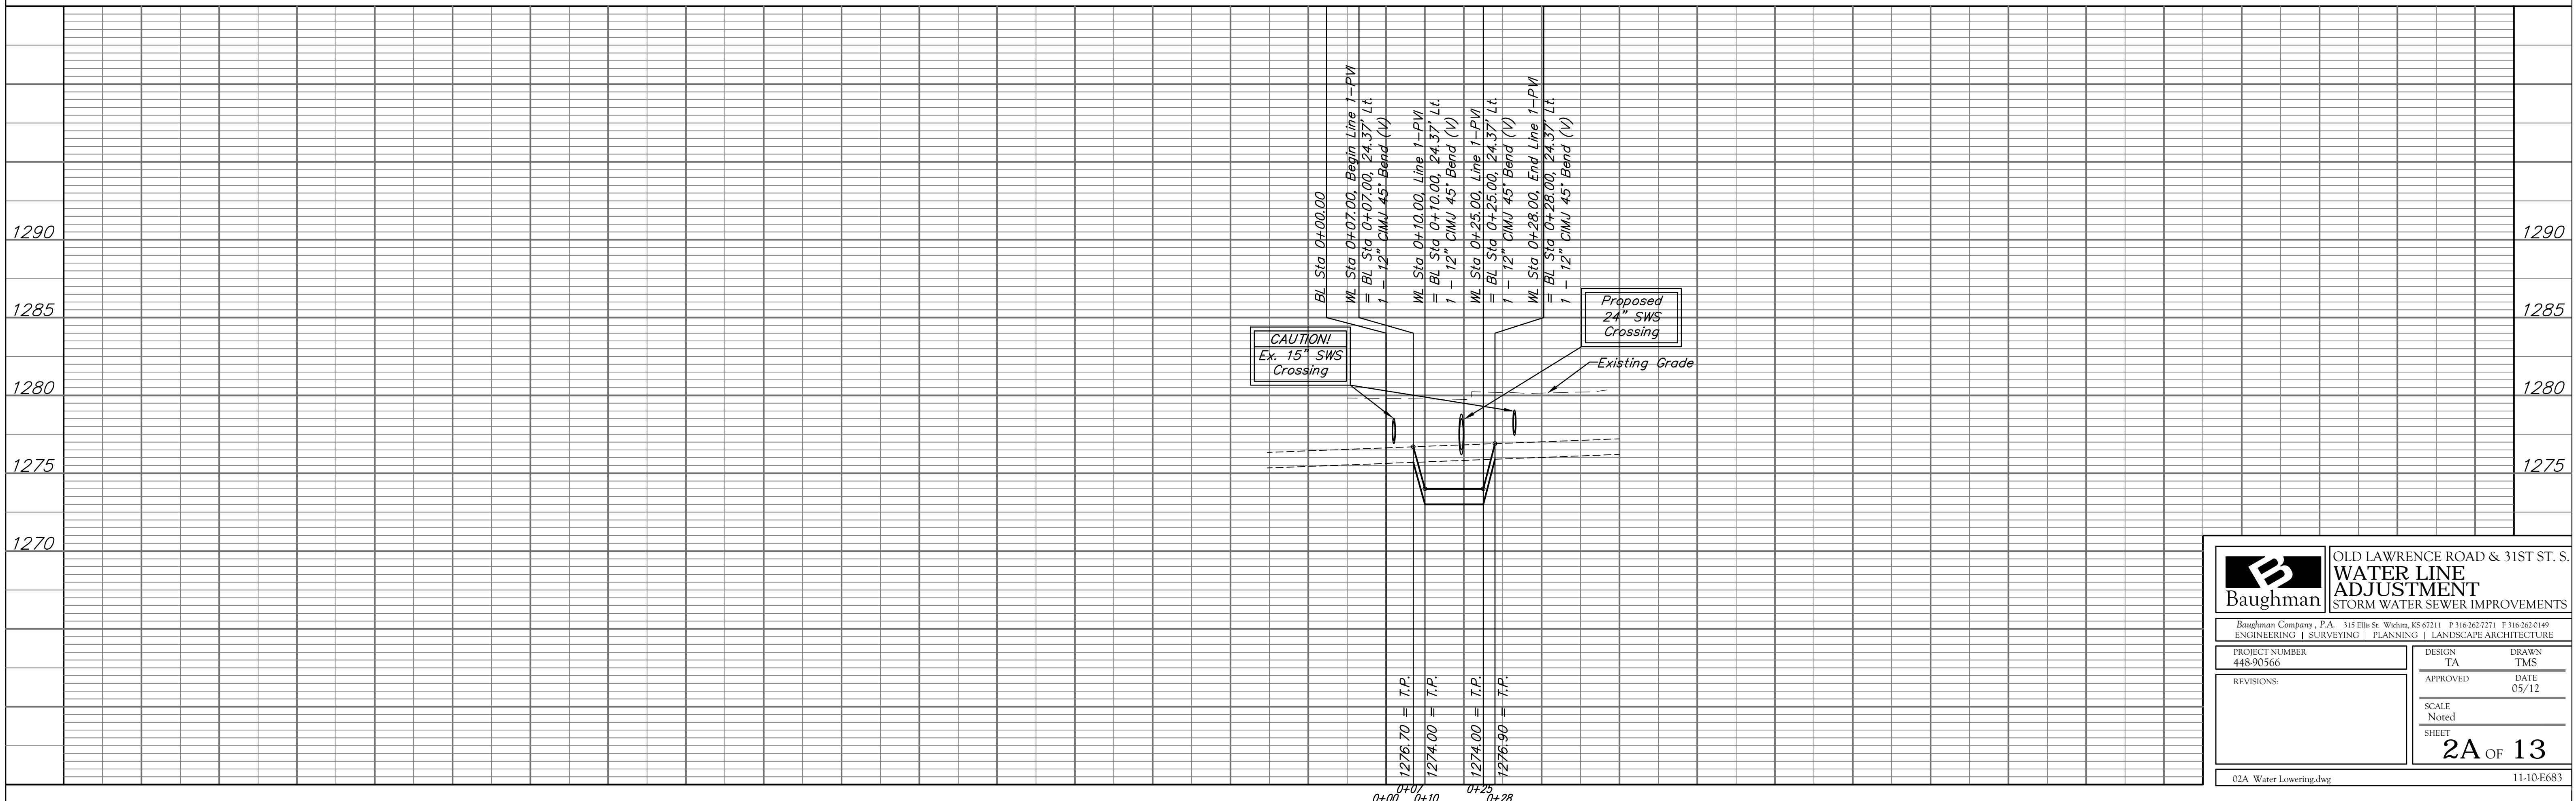 BL Sta 0+00.00
WL Sta 0+07.00, Begin Line 1-PVI
= BL Sta 0+07.00, 24.37' Lt.
1 - 12" CIMJ 45° Bend (V)
WL Sta 0+10.00, Line 1-PVI
= BL Sta 0+10.00, 24.37' Lt.
1 - 12" CIMJ 45° Bend (V)
WL Sta 0+25.00, Line 1-PVI
= BL Sta 0+25.00, 24.37' Lt.
1 - 12" CIMJ 45° Bend (V)
WL Sta 0+28.00, End Line 1-PVI
= BL Sta 0+28.00, 24.37' Lt.
1 - 12" CIMJ 45° Bend (V)
1290
1290
1285
1285
Proposed
24" SWS
Crossing
CAUTION!
Ex. 15" SWS
Crossing
Existing Grade
1280
1280
1275
1275
1270
1276.70 = T.P.
1274.00 = T.P.
1274.00 = T.P.
1276.90 = T.P.
0+00
0+07
0+10
0+25
0+28
B
Baughman
OLD LAWRENCE ROAD & 31ST ST. S.
WATER LINE
ADJUSTMENT
STORM WATER SEWER IMPROVEMENTS
Baughman Company, P.A. 315 Ellis St. Wichita, KS 67211 P 316-262-7271 F 316-262-0149
ENGINEERING | SURVEYING | PLANNING | LANDSCAPE ARCHITECTURE
PROJECT NUMBER
448-90566
DESIGN
TA
DRAWN
TMS
REVISIONS:
APPROVED
DATE
05/12
SCALE
Noted
SHEET
2A OF 13
02A_Water Lowering.dwg
11-10-E683